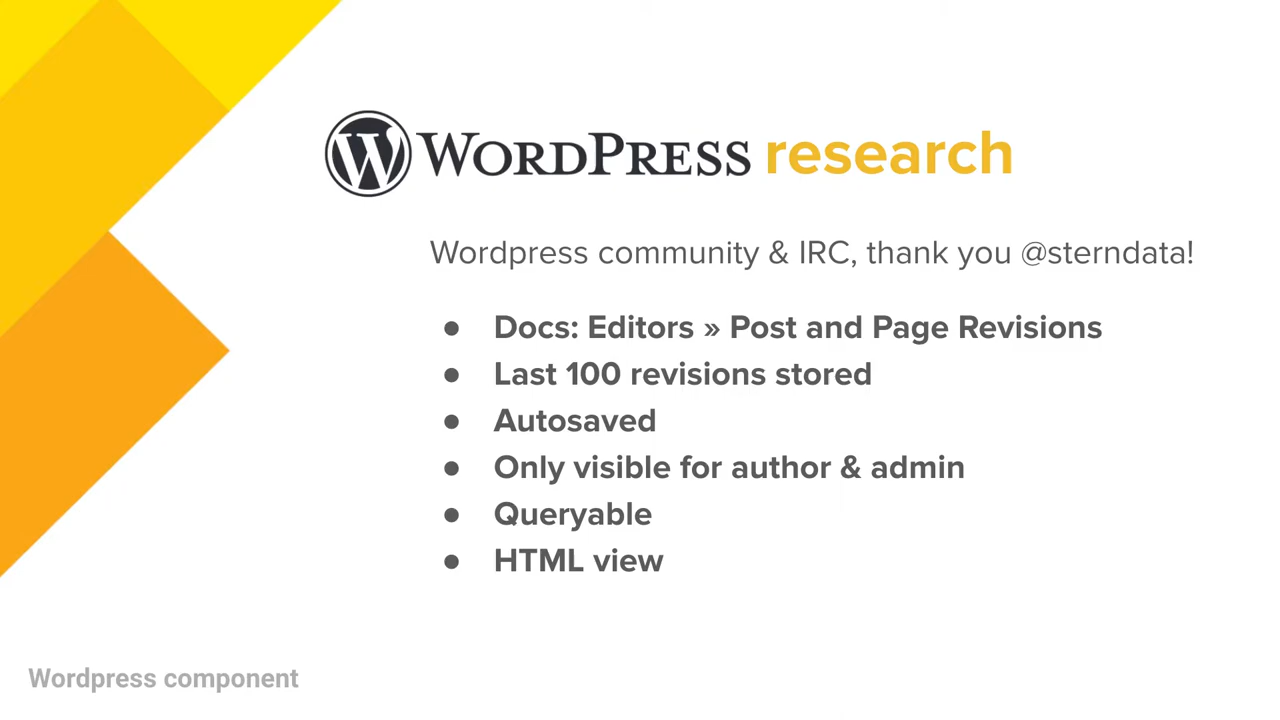 WORDPRESS research
Wordpress community & IRC, thank you @sterndata!
● Docs: Editors » Post and Page Revisions
● Last 100 revisions stored
● Autosaved
● Only visible for author & admin
● Queryable
● HTML view
Wordpress component